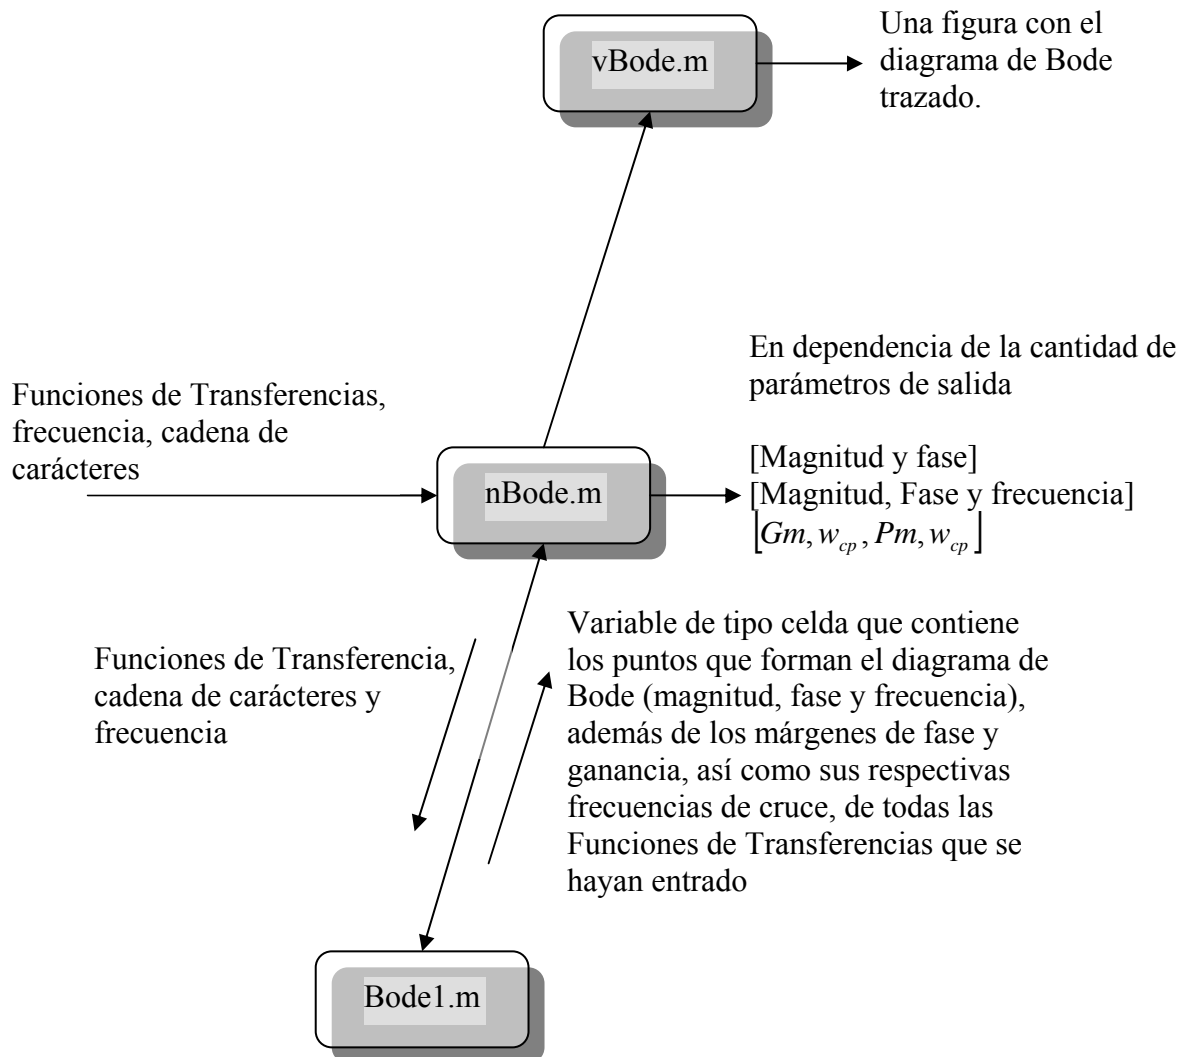 vBode.m
Una figura con el
diagrama de Bode
trazado.
En dependencia de la cantidad de
parámetros de salida
Funciones de Transferencias,
frecuencia, cadena de
carácteres
nBode.m
[Magnitud y fase]
[Magnitud, Fase y frecuencia]
⌊Gm, w_{cp}, Pm, w_{cp}⌋
Funciones de Transferencia,
cadena de carácteres y
frecuencia
Variable de tipo celda que contiene
los puntos que forman el diagrama de
Bode (magnitud, fase y frecuencia),
además de los márgenes de fase y
ganancia, así como sus respectivas
frecuencias de cruce, de todas las
Funciones de Transferencias que se
hayan entrado
Bode1.m